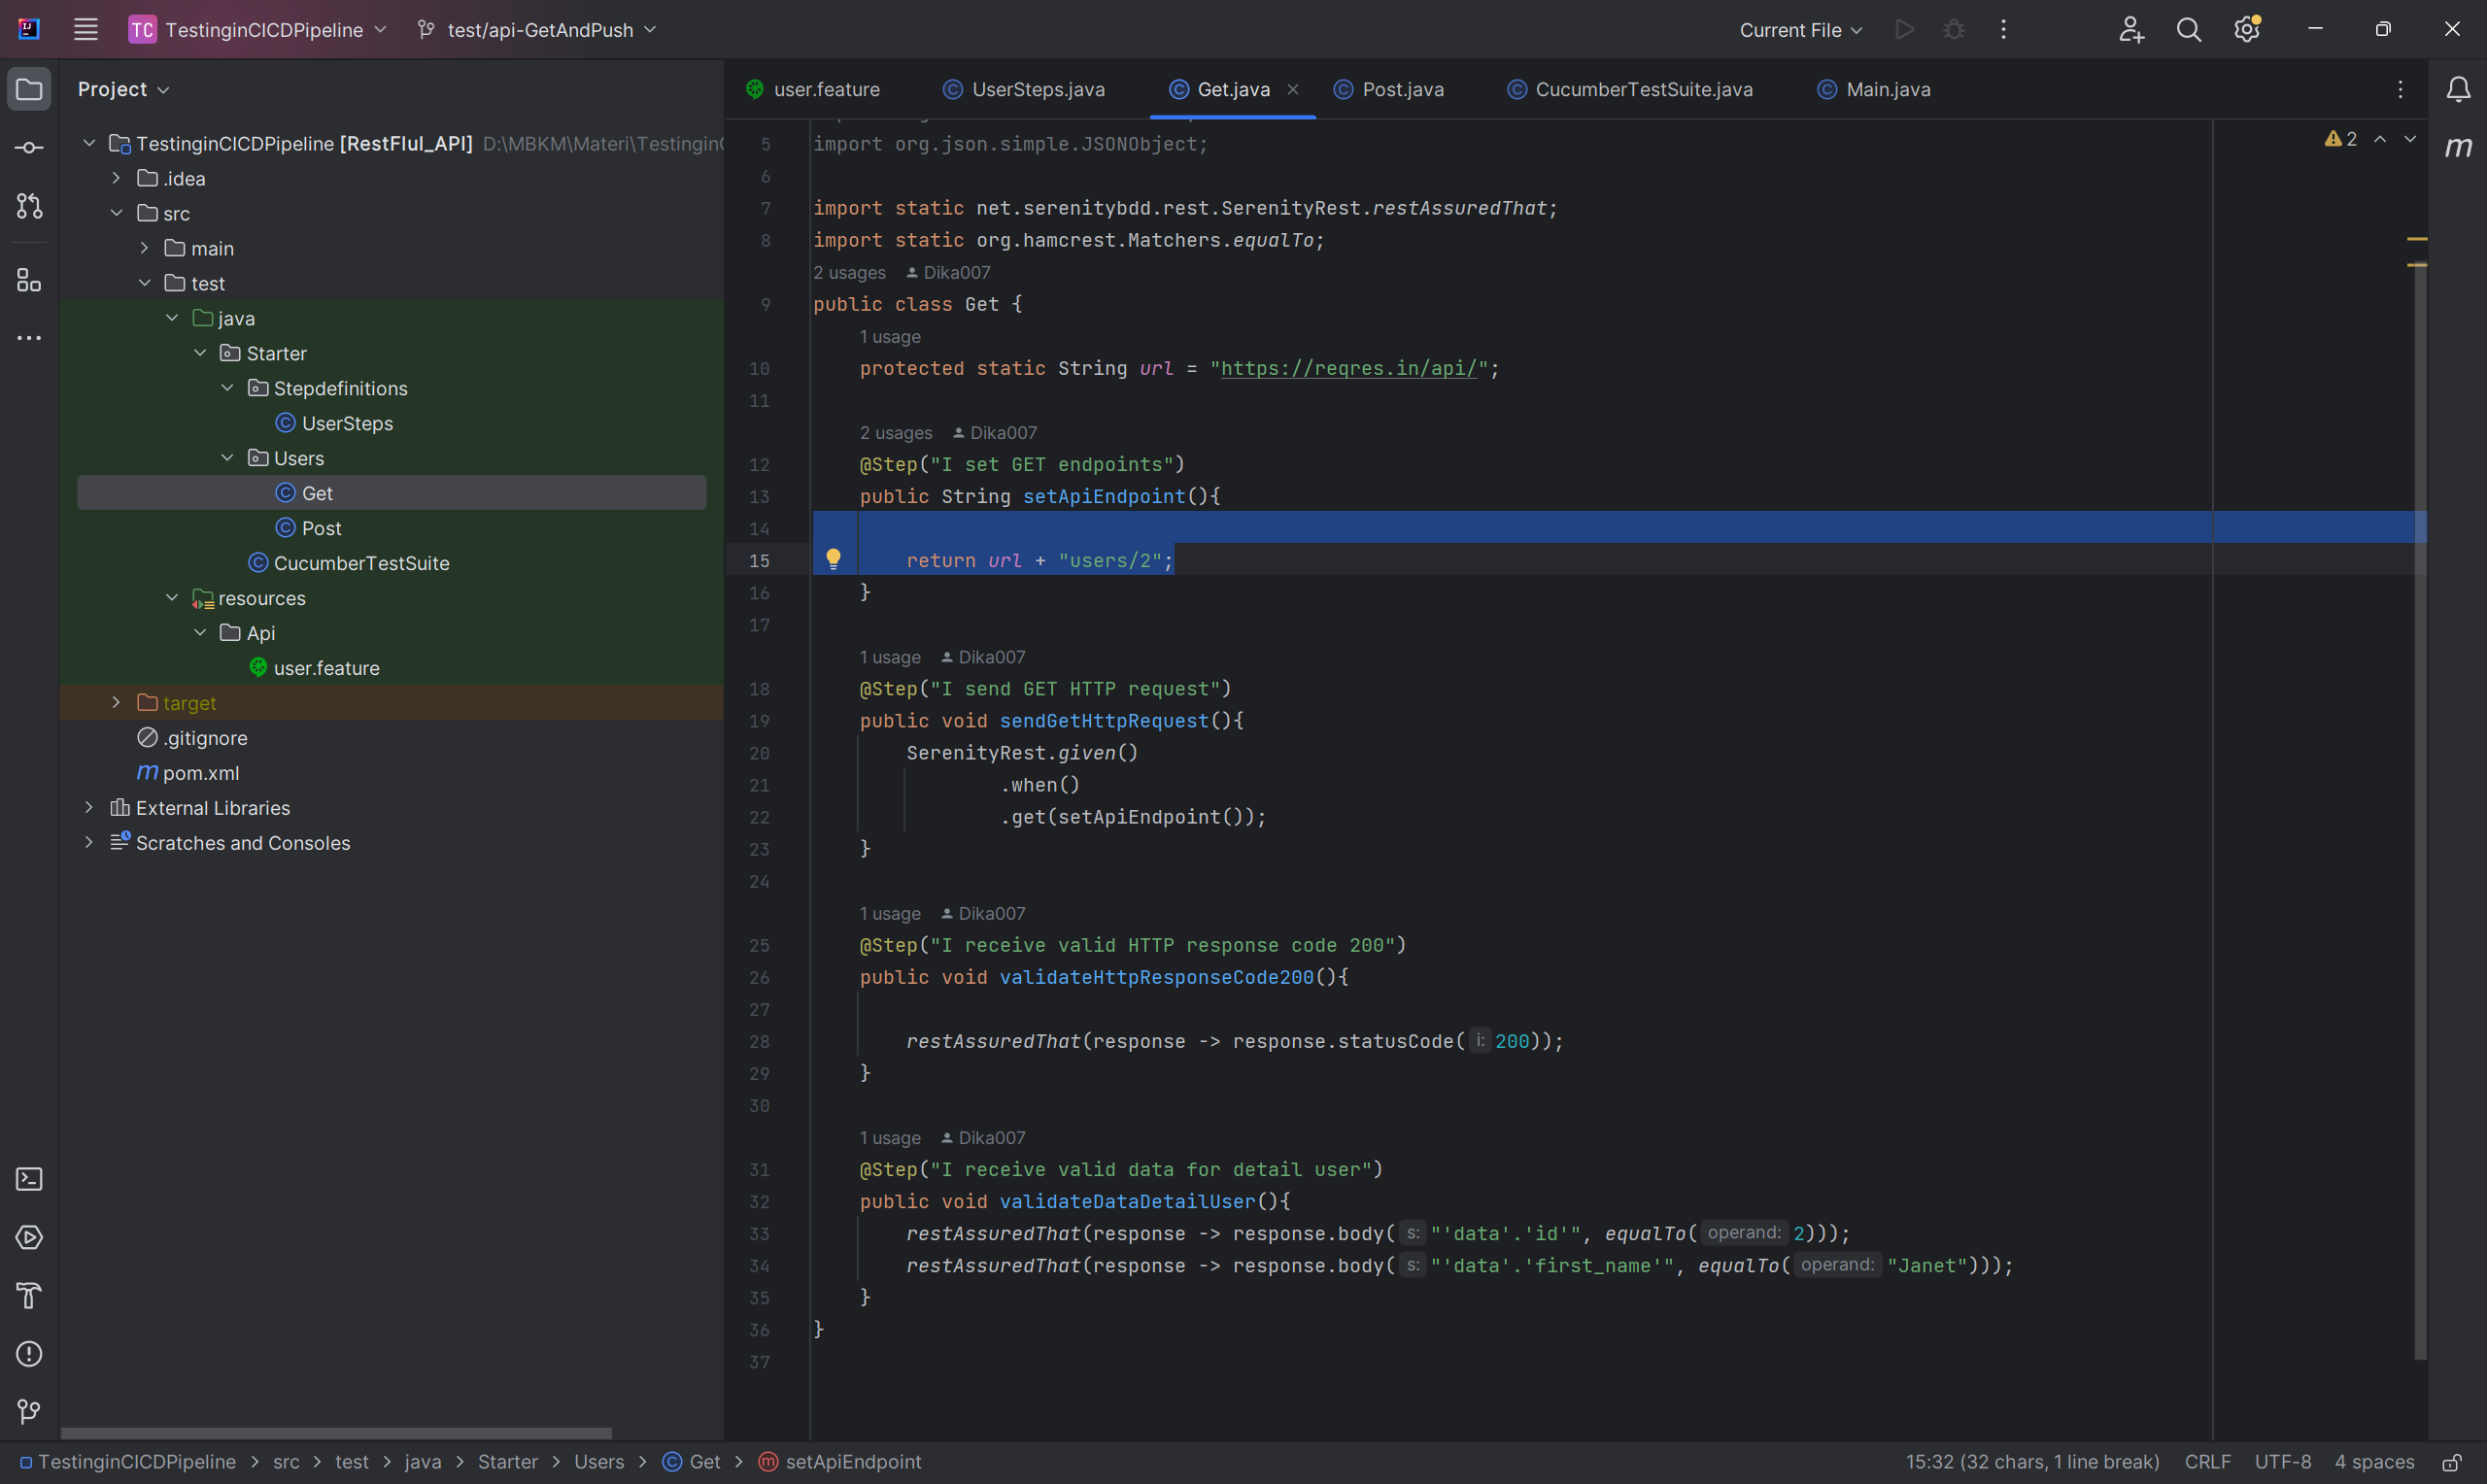 TC TestinginCICDPipeline test/api-GetAndPush Current File
Project
TestinginCICDPipeline [RestFlul_API] D:\MBKM\Materi\Testingin
.idea
src
main
test
java
Starter
Stepdefinitions
UserSteps
Users
Get
Post
CucumberTestSuite
resources
Api
user.feature
target
.gitignore
m pom.xml
External Libraries
Scratches and Consoles
user.feature UserSteps.java Get.java Post.java CucumberTestSuite.java Main.java
2
m
5 import org.json.simple.JSONObject;
6
7 import static net.serenitybdd.rest.SerenityRest.restAssuredThat;
8 import static org.hamcrest.Matchers.equalTo;
2 usages Dika007
9 public class Get {
1 usage
10 protected static String url = "https://reqres.in/api/";
11
2 usages Dika007
12 @Step("I set GET endpoints")
13 public String setApiEndpoint(){
14
15 return url + "users/2";
16 }
17
1 usage Dika007
18 @Step("I send GET HTTP request")
19 public void sendGetHttpRequest(){
20 SerenityRest.given()
21 .when()
22 .get(setApiEndpoint());
23 }
24
1 usage Dika007
25 @Step("I receive valid HTTP response code 200")
26 public void validateHttpResponseCode200(){
27
28 restAssuredThat(response -> response.statusCode( i: 200));
29 }
30
1 usage Dika007
31 @Step("I receive valid data for detail user")
32 public void validateDataDetailUser(){
33 restAssuredThat(response -> response.body( s: "'data'.'id'", equalTo( operand: 2)));
34 restAssuredThat(response -> response.body( s: "'data'.'first_name'", equalTo( operand: "Janet")));
35 }
36 }
37
TestinginCICDPipeline > src > test > java > Starter > Users > Get > m setApiEndpoint 15:32 (32 chars, 1 line break) CRLF UTF-8 4 spaces